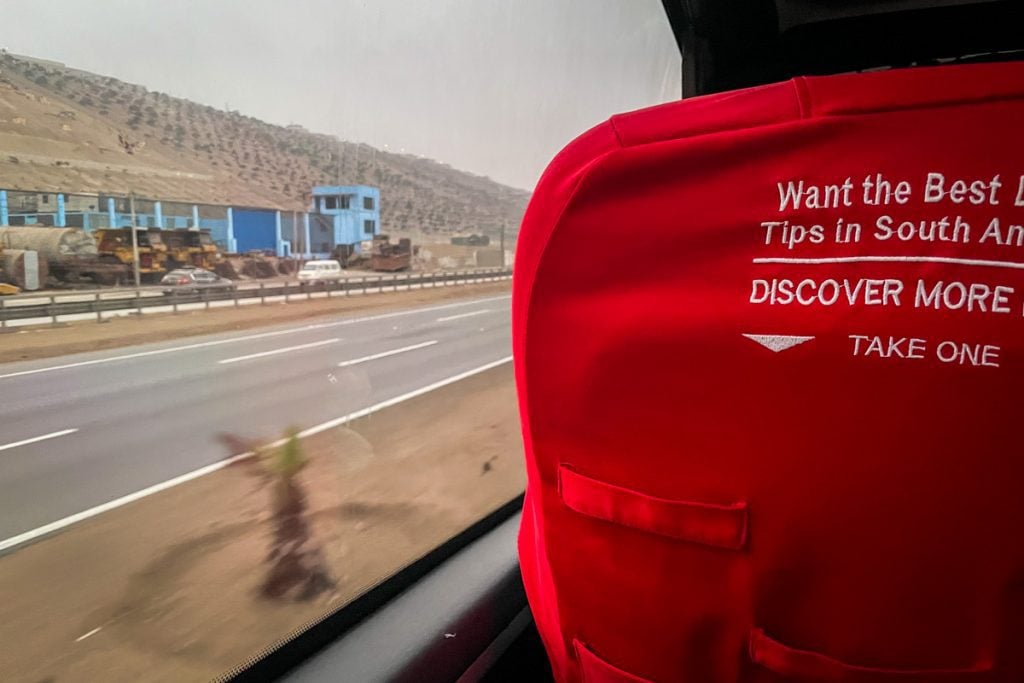 Want the Best
Tips in South
DISCOVER MORE
TAKE ONE